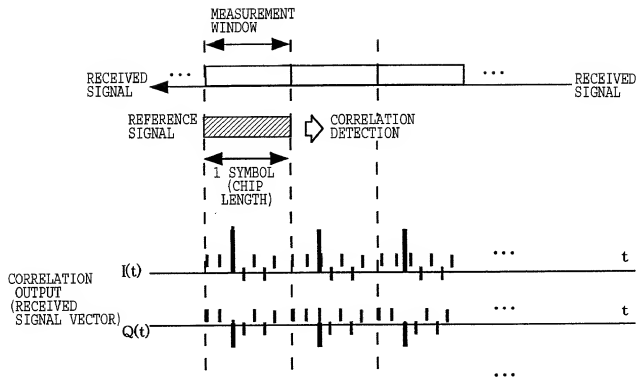 MEASUREMENT
WINDOW
RECEIVED
SIGNAL
...
...
RECEIVED
SIGNAL
REFERENCE
SIGNAL
CORRELATION
DETECTION
1 SYMBOL
(CHIP
LENGTH)
CORRELATION
OUTPUT
(RECEIVED
SIGNAL VECTOR)
I(t)
...
t
Q(t)
...
t
...